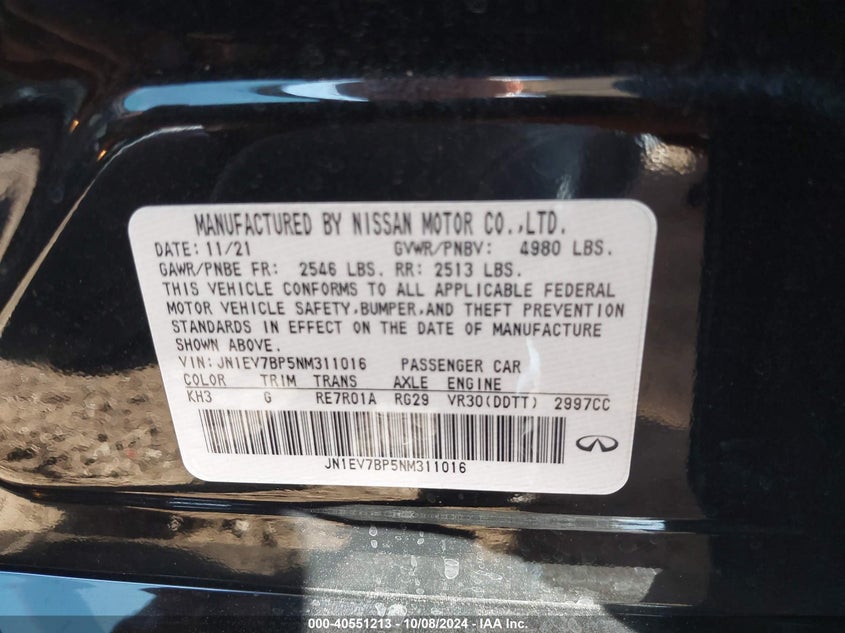 MANUFACTURED BY NISSAN MOTOR CO.,LTD.
DATE: 11/21 GVWR/PNBV: 4980 LBS.
GAWR/PNBE FR: 2546 LBS. RR: 2513 LBS.
THIS VEHICLE CONFORMS TO ALL APPLICABLE FEDERAL
MOTOR VEHICLE SAFETY,BUMPER,AND THEFT PREVENTION
STANDARDS IN EFFECT ON THE DATE OF MANUFACTURE
SHOWN ABOVE.
VIN:JN1EV7BP5NM311016 PASSENGER CAR
COLOR TRIM TRANS AXLE ENGINE
KH3 G RE7R01A RG29 VR30(DDTT) 2997CC
JN1EV7BP5NM311016
000-40551213 - 10/08/2024 - IAA Inc.